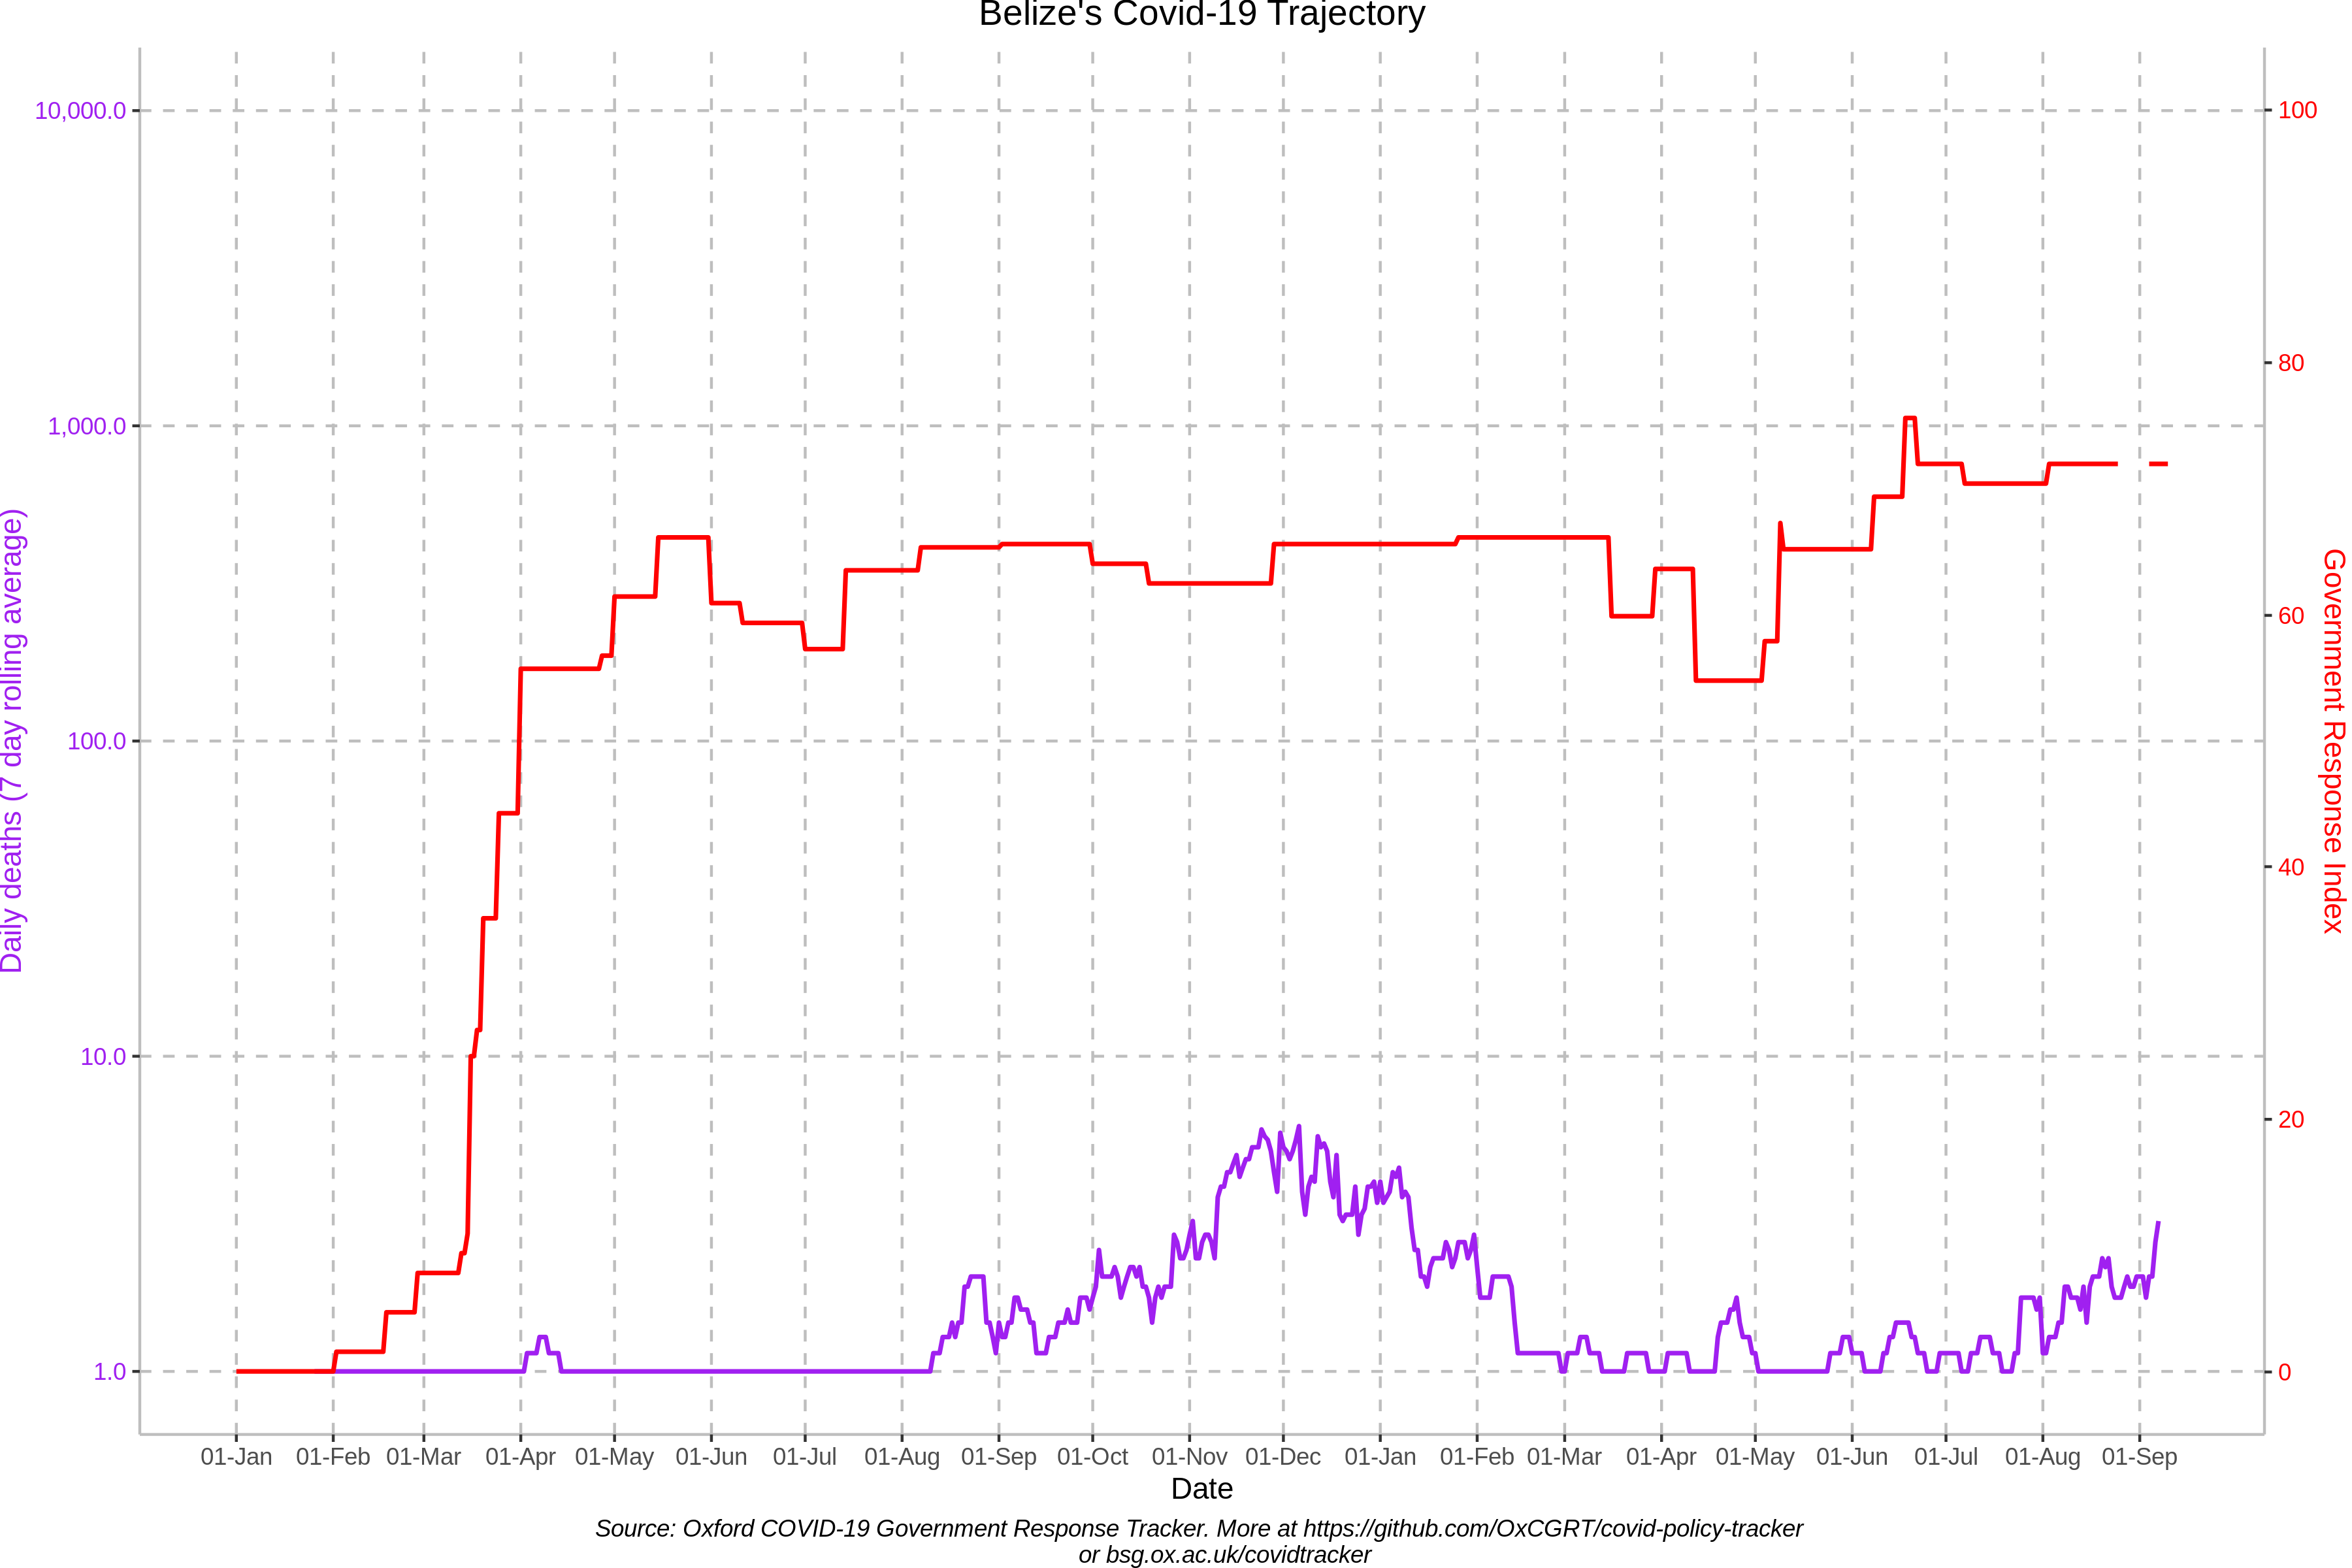 Belize's Covid-19 Trajectory
10,000.0
1,000.0
100.0
10.0
1.0
Daily deaths (7 day rolling average)
100
80
60
40
20
0
Government Response Index
01-Jan 01-Feb 01-Mar 01-Apr 01-May 01-Jun 01-Jul 01-Aug 01-Sep 01-Oct 01-Nov 01-Dec 01-Jan 01-Feb 01-Mar 01-Apr 01-May 01-Jun 01-Jul 01-Aug 01-Sep
Date
Source: Oxford COVID-19 Government Response Tracker. More at https://github.com/OxCGRT/covid-policy-tracker
or bsg.ox.ac.uk/covidtracker